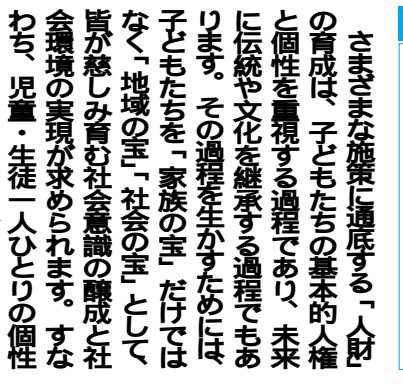 さまざまな施策に通底する「人財」
の育成は、子どもたちの基本的人権
と個性を重視する過程であり、未来
に伝統や文化を継承する過程でもあ
ります。その過程を生かすためには、
子どもたちを「家族の宝」だけでは
なく「地域の宝」「社会の宝」として、
皆が慈しみ育む社会意識の醸成と社
会環境の実現が求められます。すな
わち、児童・生徒一人ひとりの個性